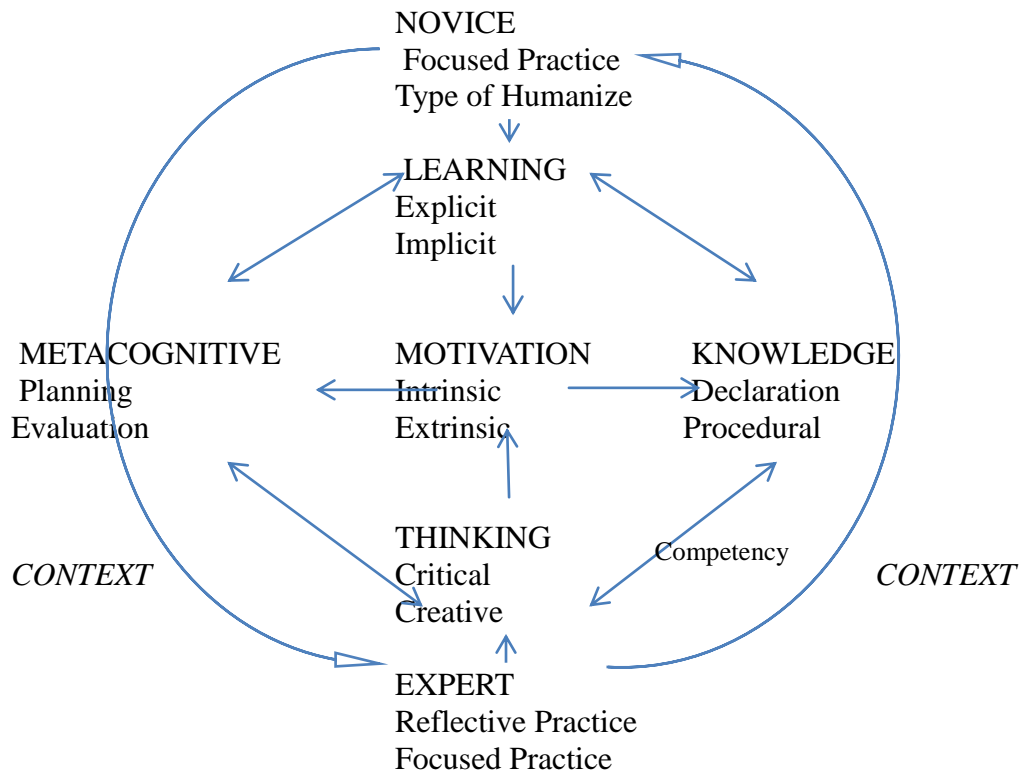 NOVICE
Focused Practice
Type of Humanize
LEARNING
Explicit
Implicit
METACOGNITIVE
Planning
Evaluation
MOTIVATION
Intrinsic
Extrinsic
KNOWLEDGE
Declaration
Procedural
THINKING
Critical
Creative
Competency
CONTEXT
CONTEXT
EXPERT
Reflective Practice
Focused Practice